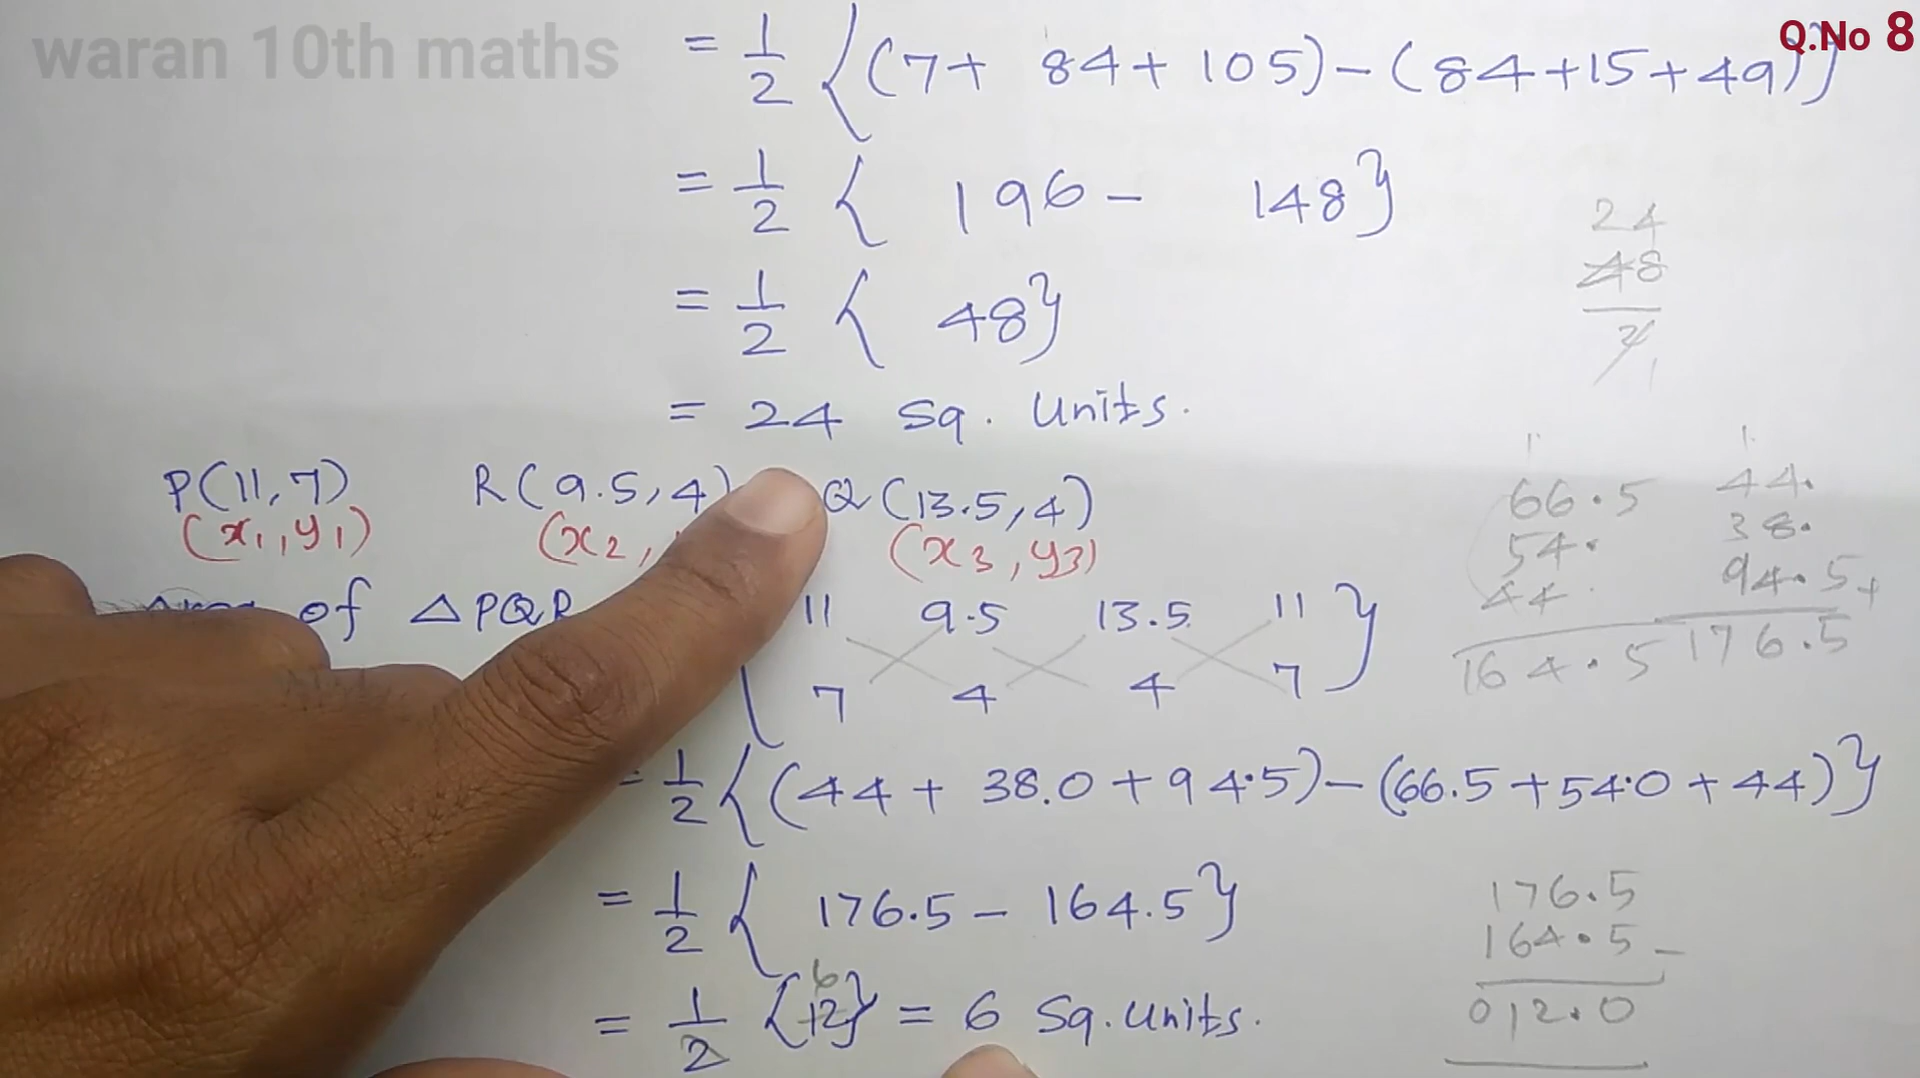 waran 10th maths
Q.No 8
= 1/2 {(7+ 84+ 105)-(84+15+49)}
= 1/2 { 196 - 148}
= 1/2 { 48}
= 24 Sq. Units.
24
48
2
1
P(11,7) R(9.5,4) Q(13.5,4)
(x₁,y₁) (x₂, (x₃,y₃)
of △PQR 11 9.5 13.5 11 }
7 4 4 7
66.5
54.
44
164.5
44.
38.
94.5+
176.5
= 1/2 {(44+ 38.0+94.5)-(66.5+54.0+44)}
= 1/2 { 176.5 - 164.5}
6
= 1/2 {12} = 6 Sq. Units.
176.5
164.5 -
012.0